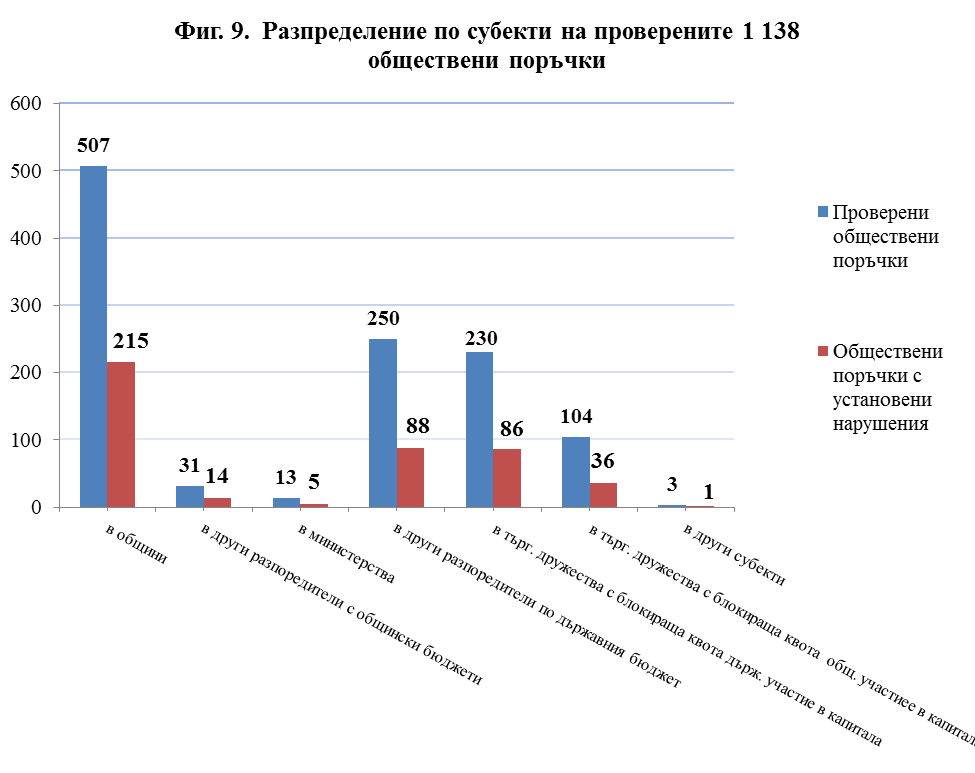 Фиг. 9. Разпределение по субекти на проверените 1 138
обществени поръчки
600
500
400
300
200
100
0
507
215
31
14
13
5
250
88
230
86
104
36
3
1
в общини
в други разпоредители с общински бюджети
в министерства
в други разпоредители по държавния бюджет
в търг. дружества с блокираща квота държ. участие в капитала
в търг. дружества с блокираща квота общ. участиее в капитала
в други субекти
Проверени
обществени
поръчки
Обществени
поръчки с
установени
нарушения